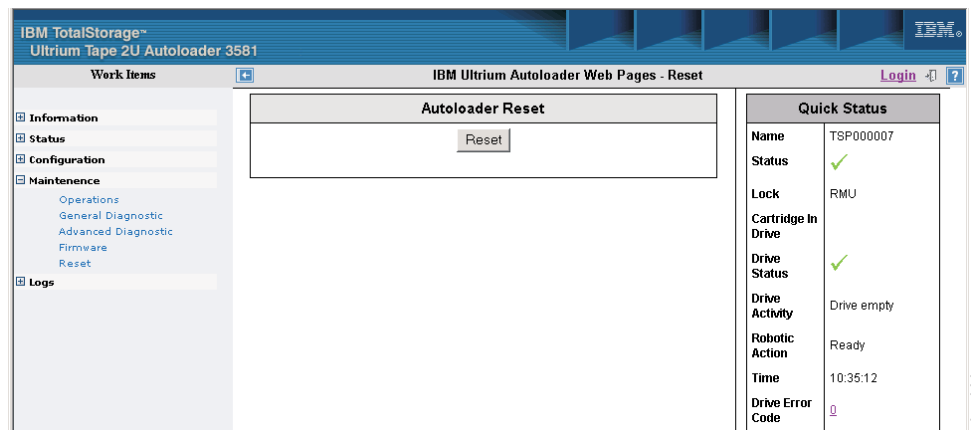 IBM TotalStorage™
Ultrium Tape 2U Autoloader 3581
IBM®
Work Items
IBM Ultrium Autoloader Web Pages - Reset
Login
?
Information
Status
Configuration
Maintenence
Operations
General Diagnostic
Advanced Diagnostic
Firmware
Reset
Logs
Autoloader Reset
Reset
Quick Status
Name TSP000007
Status
Lock RMU
Cartridge In
Drive
Drive
Status
Drive
Activity Drive empty
Robotic
Action Ready
Time 10:35:12
Drive Error
Code 0